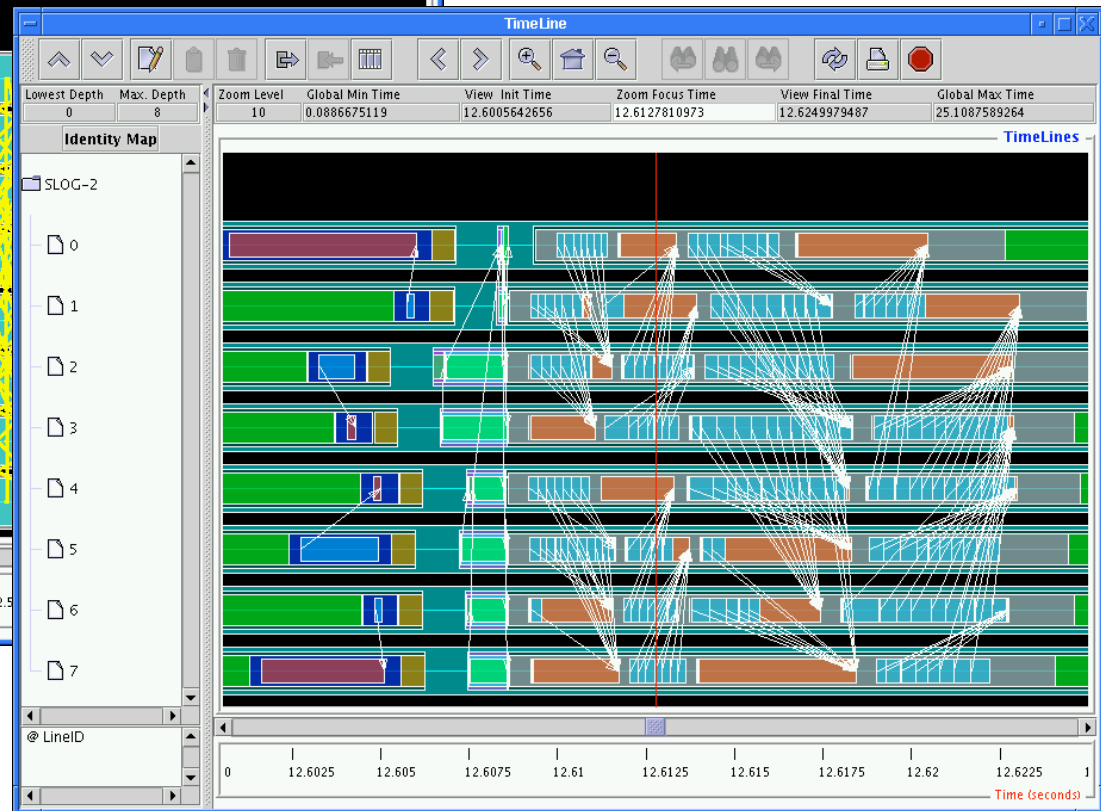 TimeLine
Lowest Depth Max. Depth Zoom Level Global Min Time View Init Time Zoom Focus Time View Final Time Global Max Time
0 8 10 0.0886675119 12.6005642656 12.6127810973 12.6249979487 25.1087589264
Identity Map
TimeLines
SLOG-2
0
1
2
3
4
5
6
7
@ LineID
0 12.6025 12.605 12.6075 12.61 12.6125 12.615 12.6175 12.62 12.6225 1
Time (seconds)